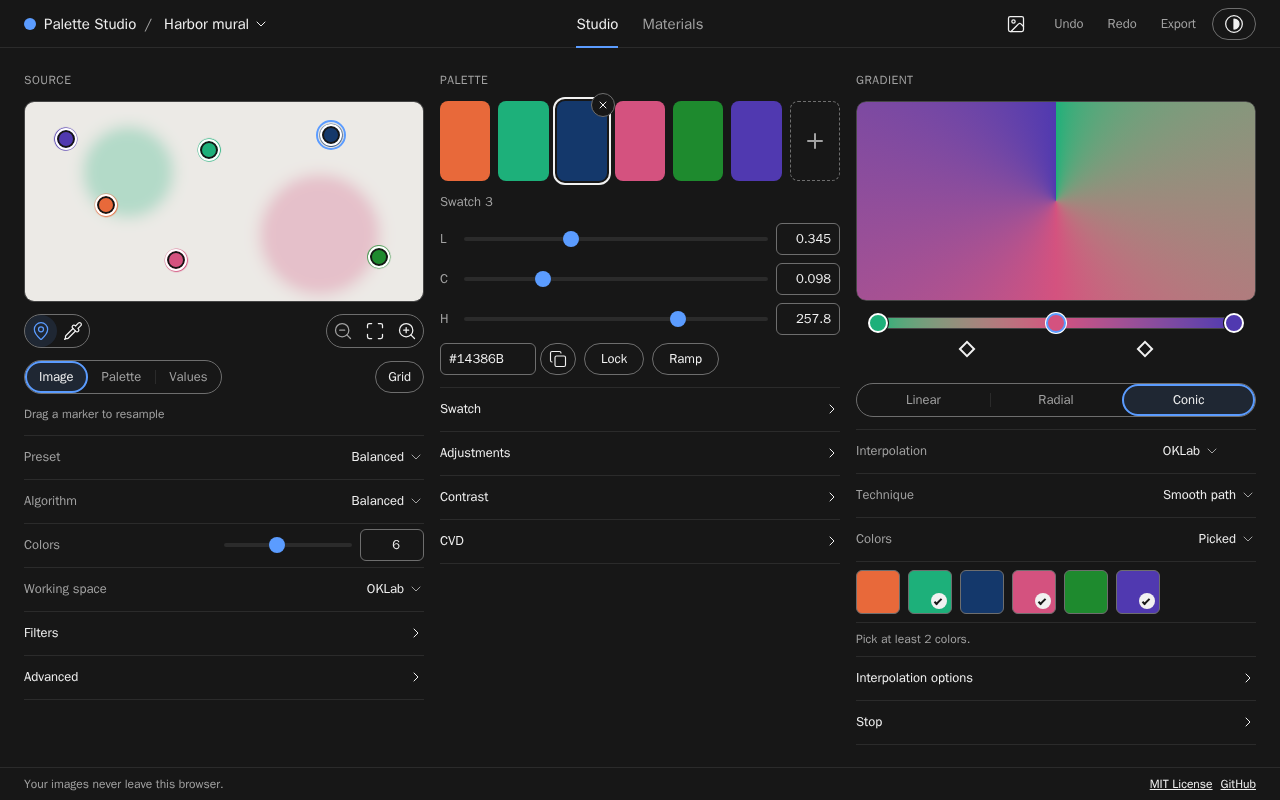 Palette Studio / Harbor mural
Studio
Materials
Undo
Redo
Export
SOURCE
Image
Palette
Values
Grid
Drag a marker to resample
Preset
Balanced
Algorithm
Balanced
Colors
6
Working space
OKLab
Filters
Advanced
PALETTE
Swatch 3
L
0.345
C
0.098
H
257.8
#14386B
Lock
Ramp
Swatch
Adjustments
Contrast
CVD
GRADIENT
Linear
Radial
Conic
Interpolation
OKLab
Technique
Smooth path
Colors
Picked
Pick at least 2 colors.
Interpolation options
Stop
Your images never leave this browser.
MIT License
GitHub